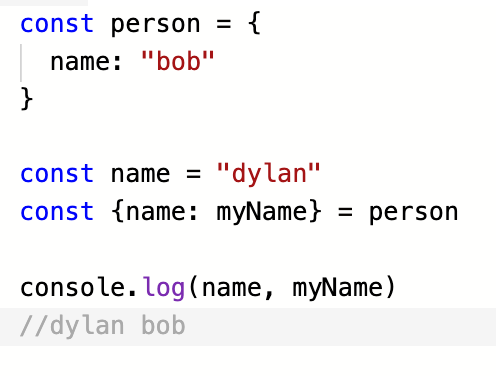 const person = {
  name: "bob"
}

const name = "dylan"
const {name: myName} = person

console.log(name, myName)
//dylan bob